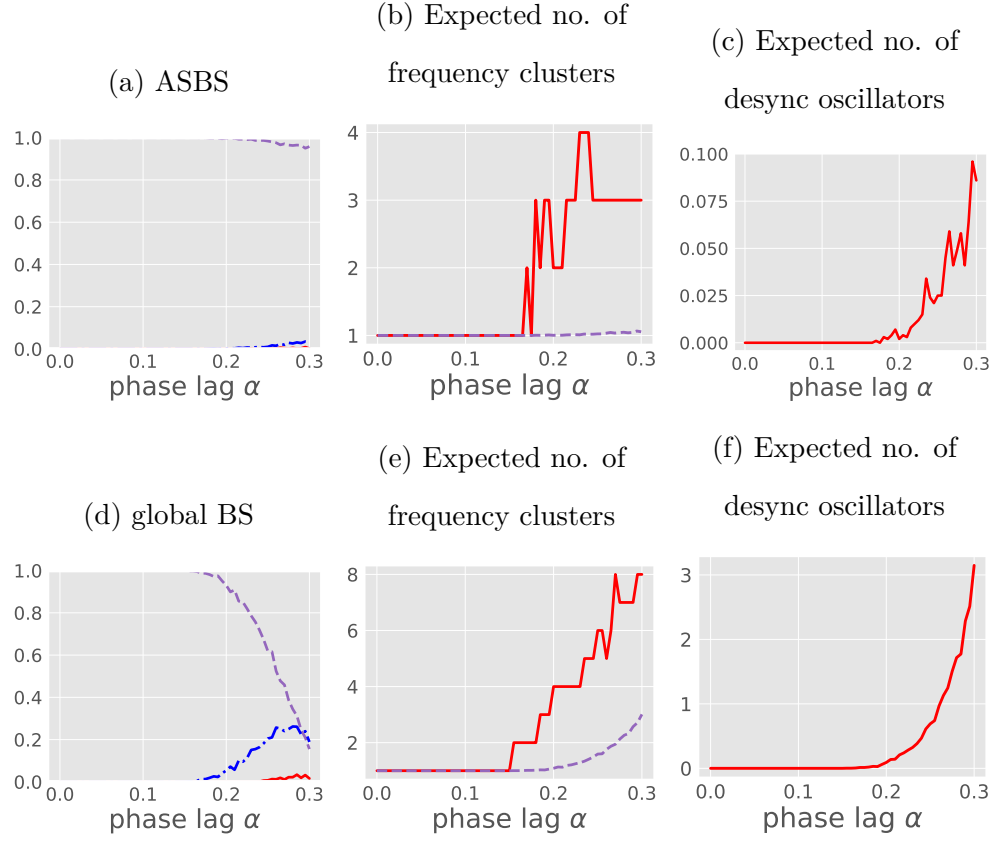 (a) ASBS
1.0
0.8
0.6
0.4
0.2
0.0
0.0 0.1 0.2 0.3
phase lag α
(b) Expected no. of
frequency clusters
4
3
2
1
0.0 0.1 0.2 0.3
phase lag α
(c) Expected no. of
desync oscillators
0.100
0.075
0.050
0.025
0.000
0.0 0.1 0.2 0.3
phase lag α
(d) global BS
1.0
0.8
0.6
0.4
0.2
0.0
0.0 0.1 0.2 0.3
phase lag α
(e) Expected no. of
frequency clusters
8
6
4
2
0.0 0.1 0.2 0.3
phase lag α
(f) Expected no. of
desync oscillators
3
2
1
0
0.0 0.1 0.2 0.3
phase lag α